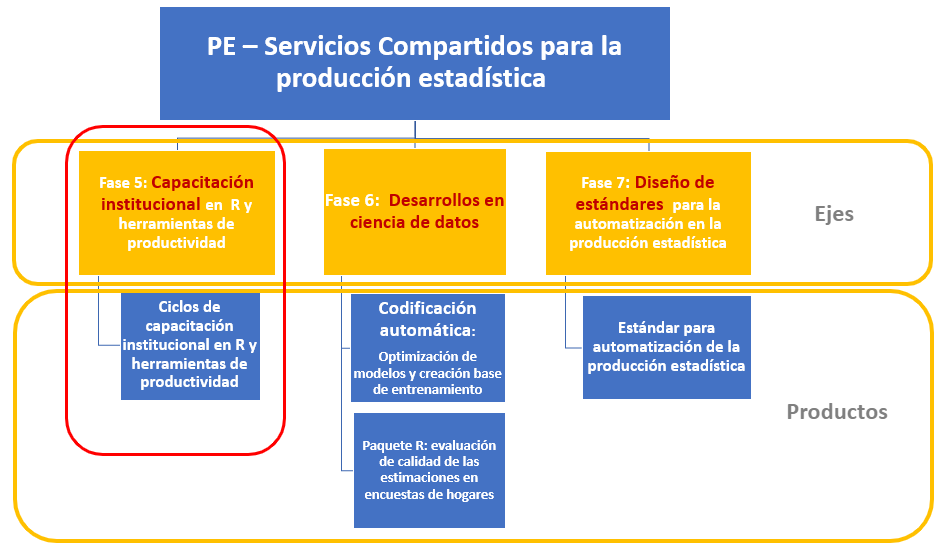 PE – Servicios Compartidos para la
producción estadística
Fase 5: Capacitación
institucional en R y
herramientas de
productividad
Fase 6: Desarrollos en
ciencia de datos
Fase 7: Diseño de
estándares para la
automatización en la
producción estadística
Ejes
Ciclos de
capacitación
institucional en R y
herramientas de
productividad
Codificación
automática:
Optimización de
modelos y creación base
de entrenamiento
Paquete R: evaluación
de calidad de las
estimaciones en
encuestas de hogares
Estándar para
automatización de la
producción estadística
Productos